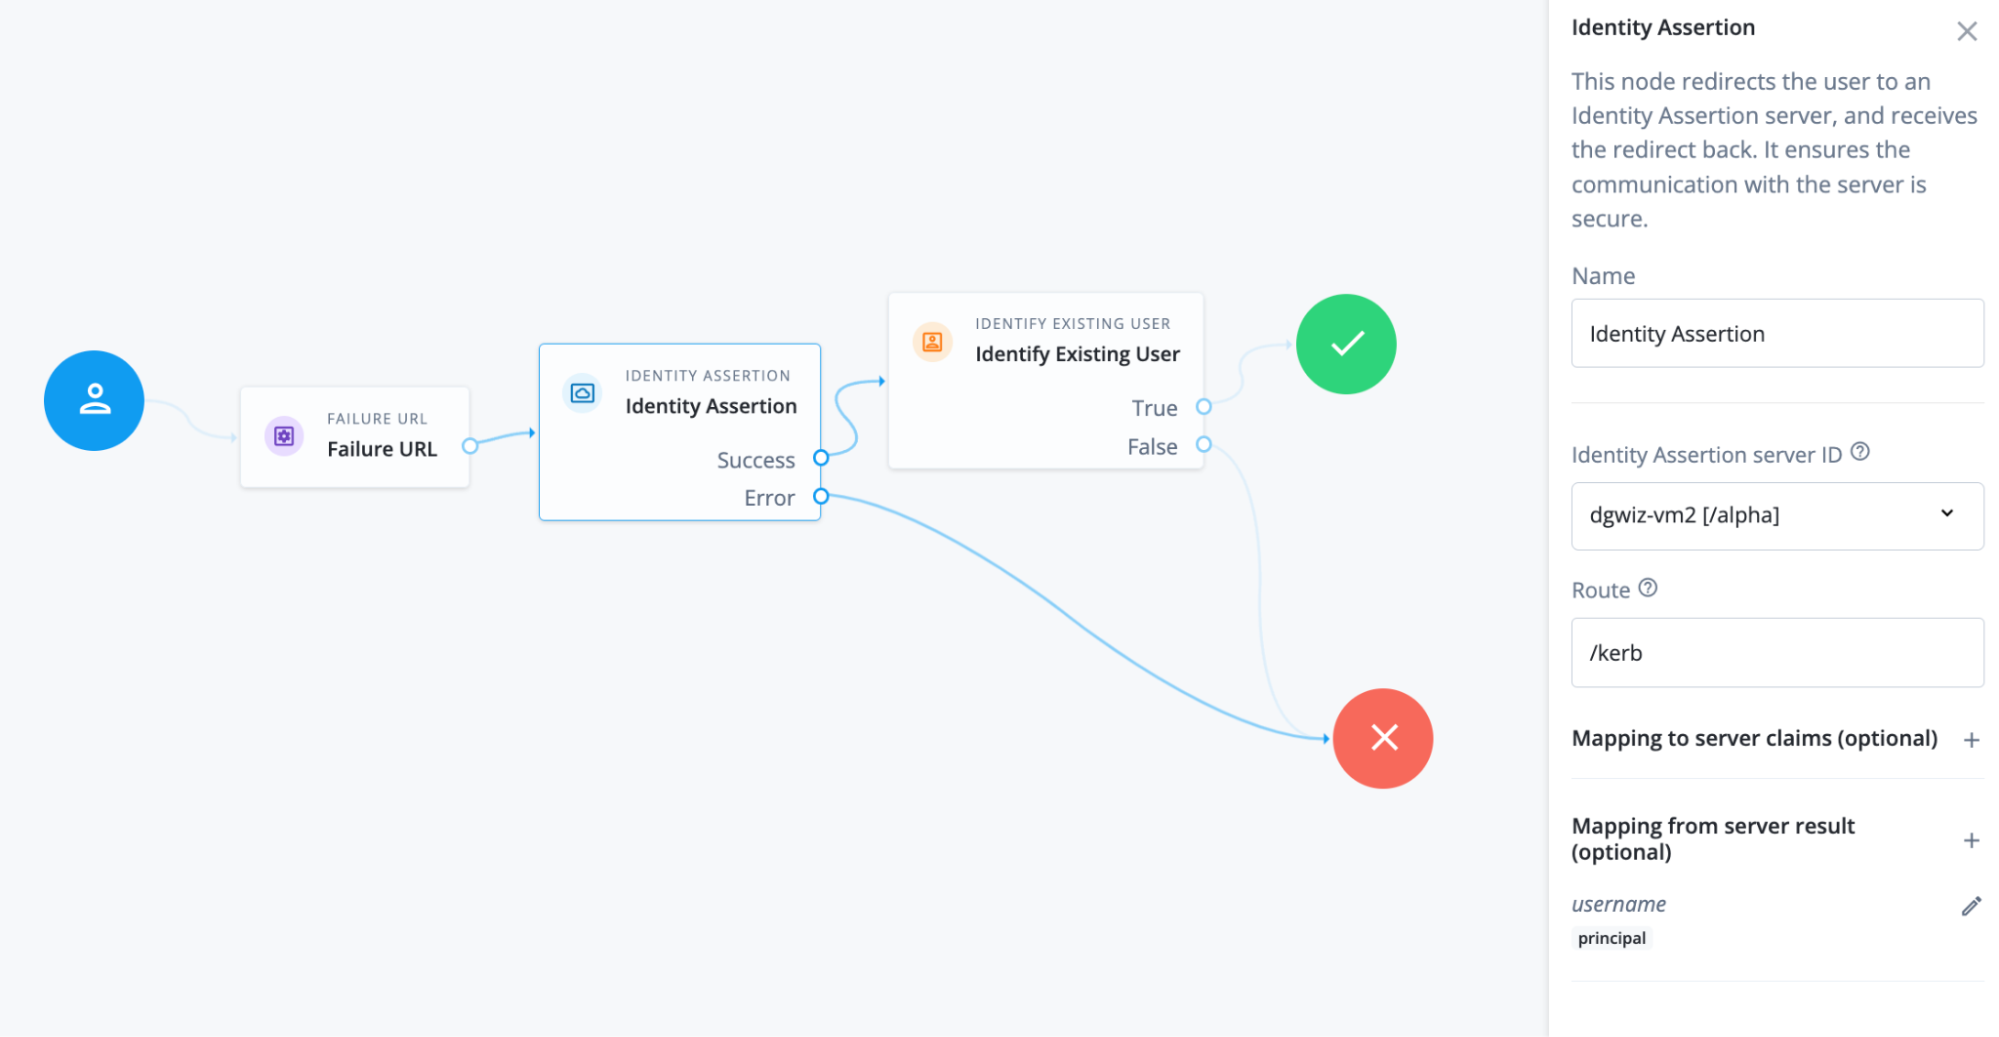 FAILURE URL
Failure URL
IDENTITY ASSERTION
Identity Assertion
Success
Error
IDENTIFY EXISTING USER
Identify Existing User
True
False
Identity Assertion
This node redirects the user to an
Identity Assertion server, and receives
the redirect back. It ensures the
communication with the server is
secure.
Name
Identity Assertion
Identity Assertion server ID
dgwiz-vm2 [/alpha]
Route
/kerb
Mapping to server claims (optional)
Mapping from server result
(optional)
username
principal